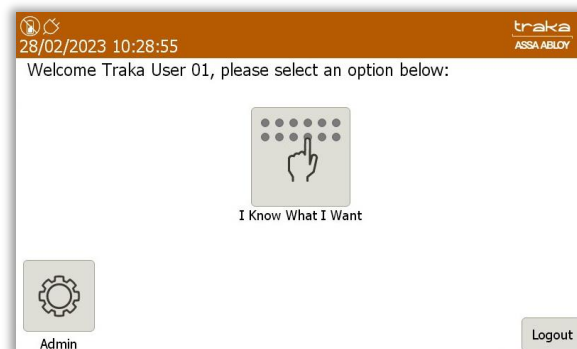 traka
28/02/2023 10:28:55
ASSA ABLOY
Welcome Traka User 01, please select an option below:
I Know What I Want
Admin
Logout